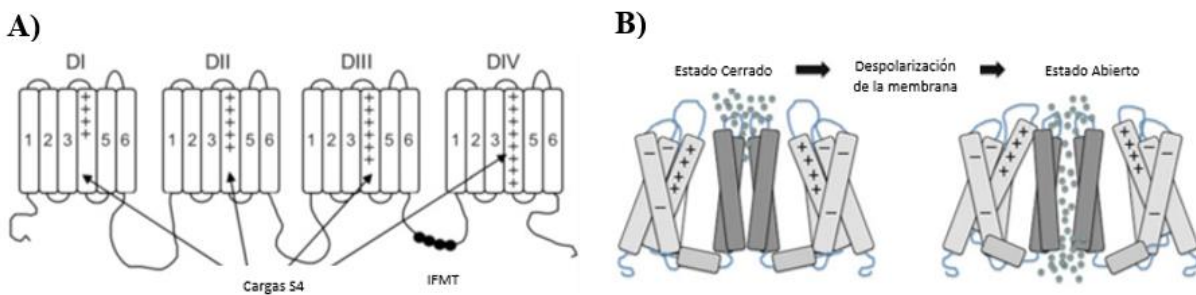 A)
DI DII DIII DIV
1 2 3 5 6 1 2 3 5 6 1 2 3 5 6 1 2 3 5 6
Cargas S4
IFMT
B)
Estado Cerrado
Despolarización
de la membrana
Estado Abierto